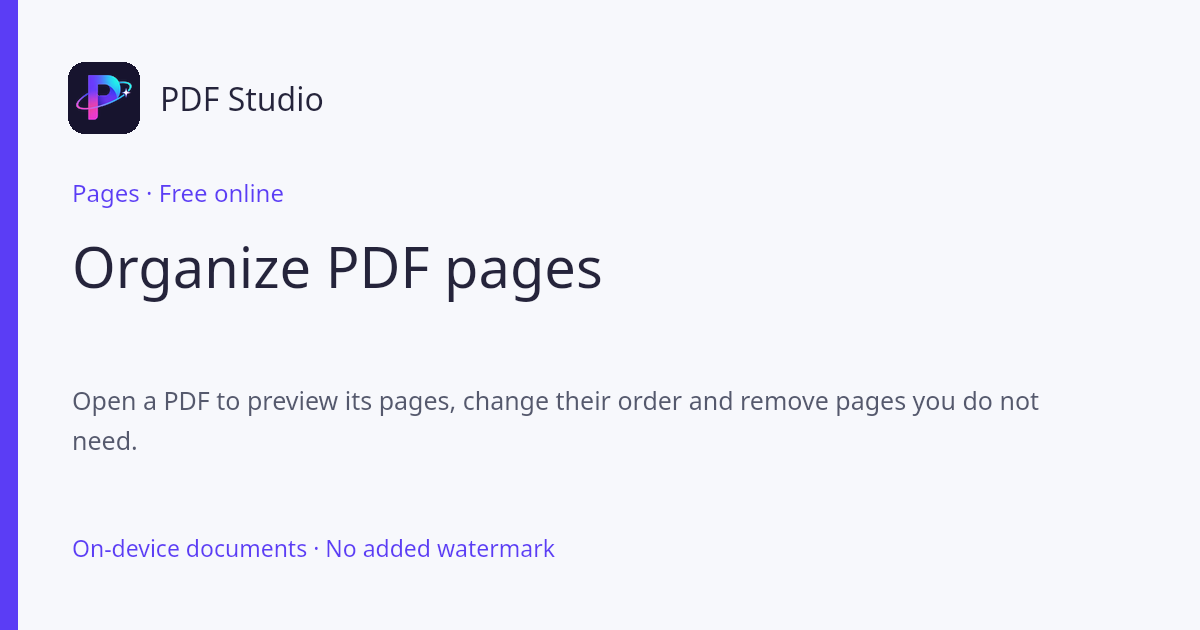 PDF Studio
Pages · Free online
Organize PDF pages
Open a PDF to preview its pages, change their order and remove pages you do not
need.
On-device documents · No added watermark